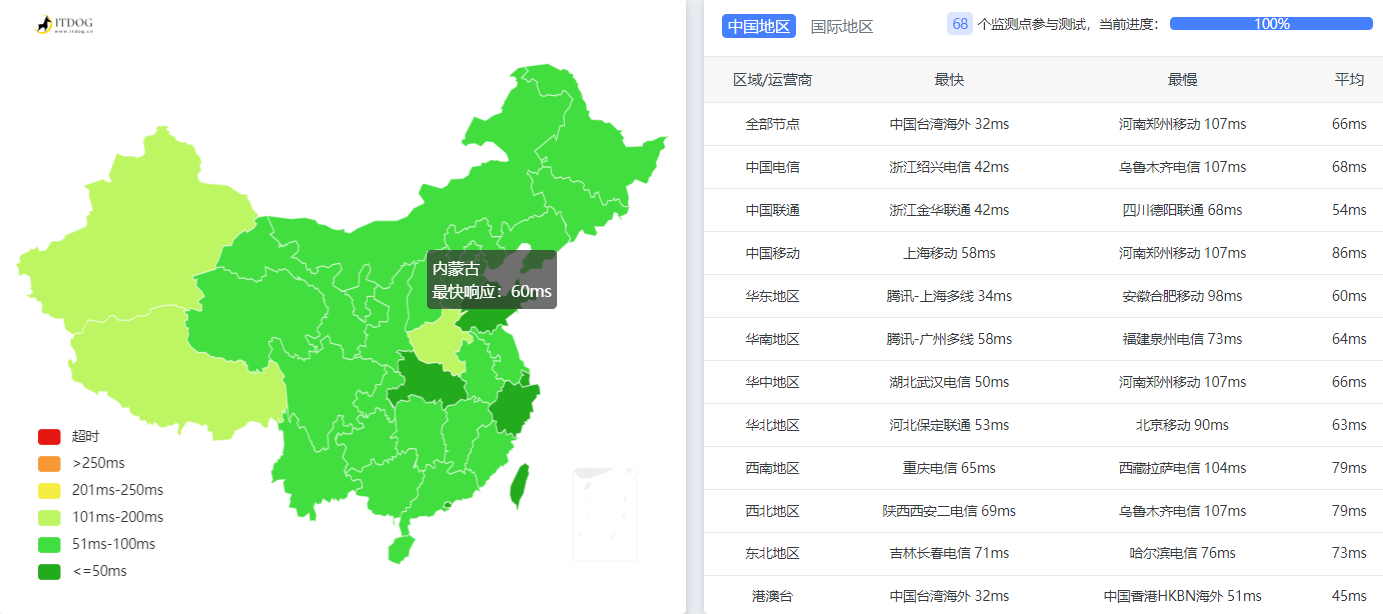 ITDOG
www.itdog.cn
内蒙古
最快响应：60ms
超时
>250ms
201ms-250ms
101ms-200ms
51ms-100ms
<=50ms
中国地区 国际地区 68 个监测点参与测试，当前进度： 100%
区域/运营商 最快 最慢 平均
全部节点 中国台湾海外 32ms 河南郑州移动 107ms 66ms
中国电信 浙江绍兴电信 42ms 乌鲁木齐电信 107ms 68ms
中国联通 浙江金华联通 42ms 四川德阳联通 68ms 54ms
中国移动 上海移动 58ms 河南郑州移动 107ms 86ms
华东地区 腾讯-上海多线 34ms 安徽合肥移动 98ms 60ms
华南地区 腾讯-广州多线 58ms 福建泉州电信 73ms 64ms
华中地区 湖北武汉电信 50ms 河南郑州移动 107ms 66ms
华北地区 河北保定联通 53ms 北京移动 90ms 63ms
西南地区 重庆电信 65ms 西藏拉萨电信 104ms 79ms
西北地区 陕西西安二电信 69ms 乌鲁木齐电信 107ms 79ms
东北地区 吉林长春电信 71ms 哈尔滨电信 76ms 73ms
港澳台 中国台湾海外 32ms 中国香港HKBN海外 51ms 45ms